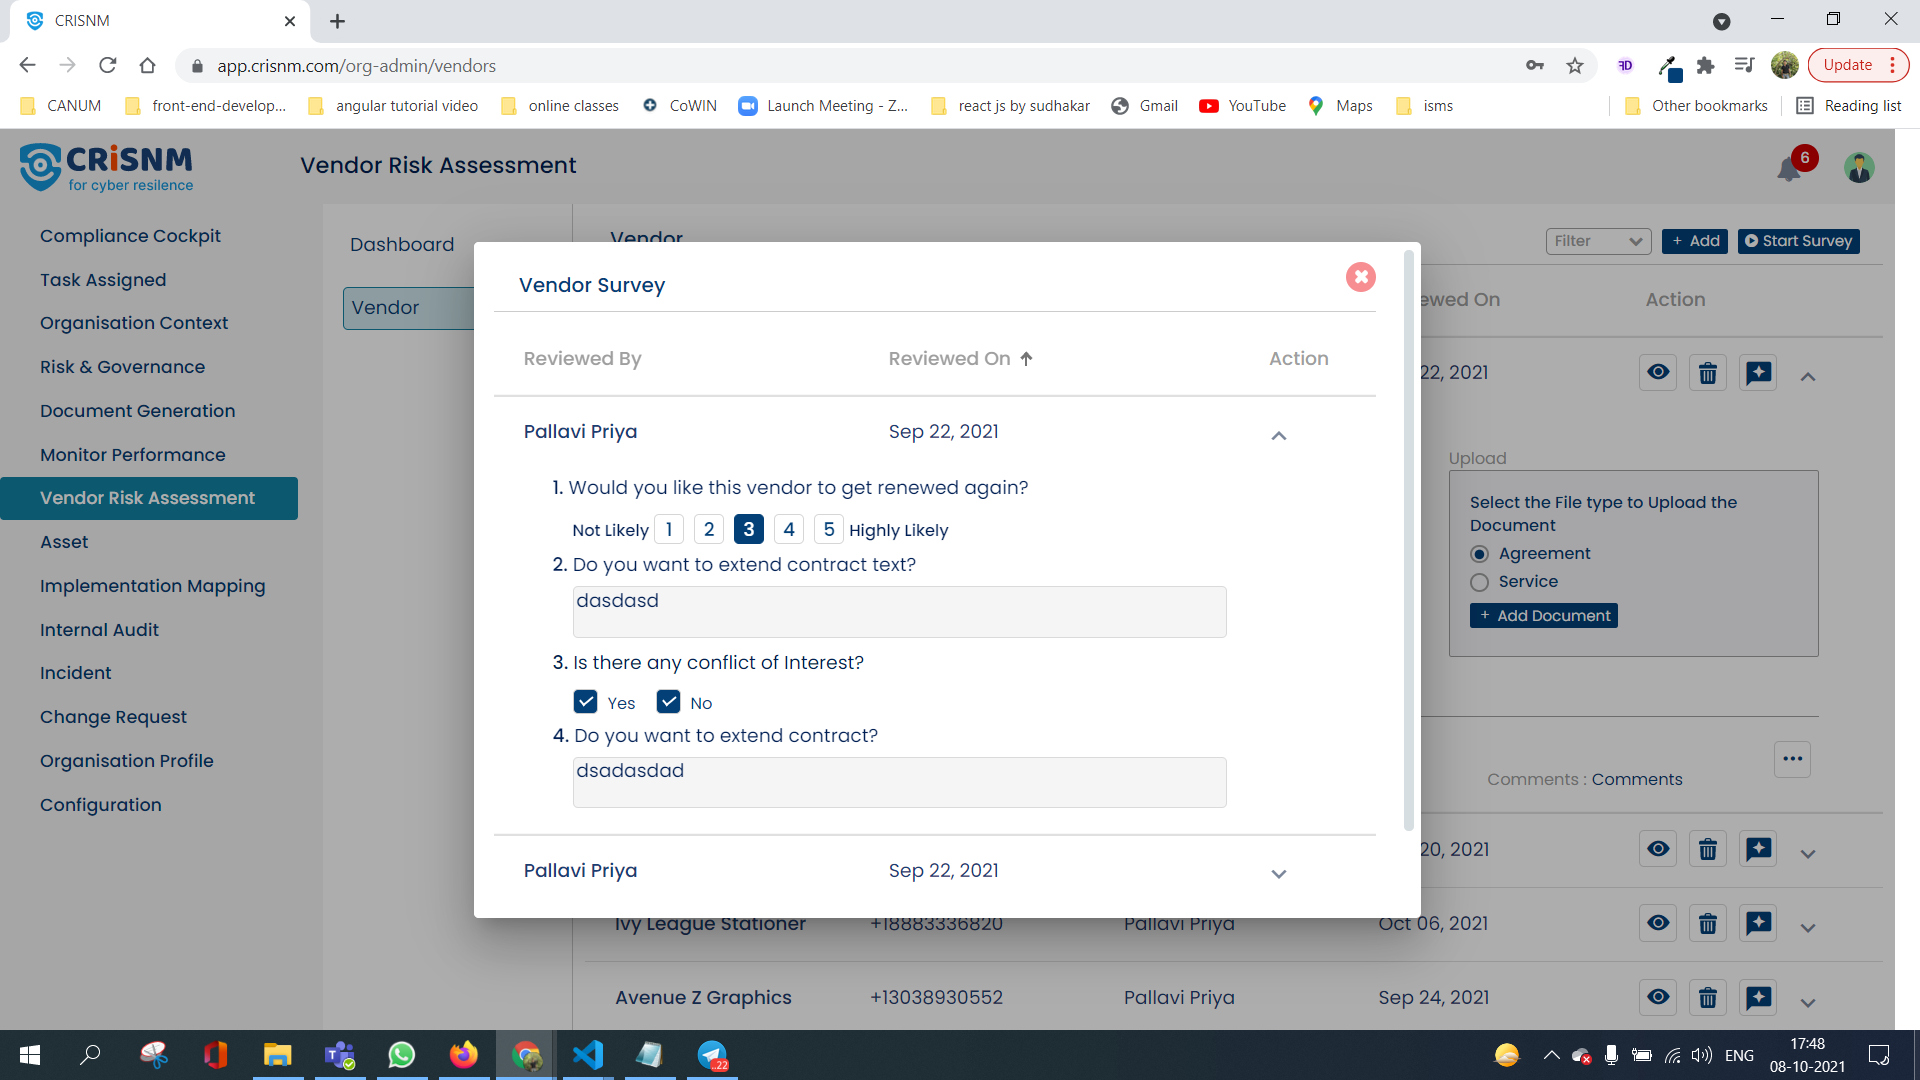 CRISNM
app.crisnm.com/org-admin/vendors
Update
CANUM
front-end-develop...
angular tutorial video
online classes
CoWIN
Launch Meeting - Z...
react js by sudhakar
Gmail
YouTube
Maps
isms
Other bookmarks
Reading list
CRiSNM
for cyber resilence
Vendor Risk Assessment
6
Compliance Cockpit
Task Assigned
Organisation Context
Risk & Governance
Document Generation
Monitor Performance
Vendor Risk Assessment
Asset
Implementation Mapping
Internal Audit
Incident
Change Request
Organisation Profile
Configuration
Dashboard
Vendor
Vendor
Filter
+ Add
Start Survey
ewed On
Action
22, 2021
Upload
Select the File type to Upload the
Document
Agreement
Service
+ Add Document
Comments : Comments
20, 2021
Vendor Survey
Reviewed By
Reviewed On
Action
Pallavi Priya
Sep 22, 2021
1. Would you like this vendor to get renewed again?
Not Likely 1 2 3 4 5 Highly Likely
2. Do you want to extend contract text?
dasdasd
3. Is there any conflict of Interest?
Yes
No
4. Do you want to extend contract?
dsadasdad
Pallavi Priya
Sep 22, 2021
Ivy League Stationer
+18883336820
Pallavi Priya
Oct 06, 2021
Avenue Z Graphics
+13038930552
Pallavi Priya
Sep 24, 2021
..22
ENG
17:48
08-10-2021